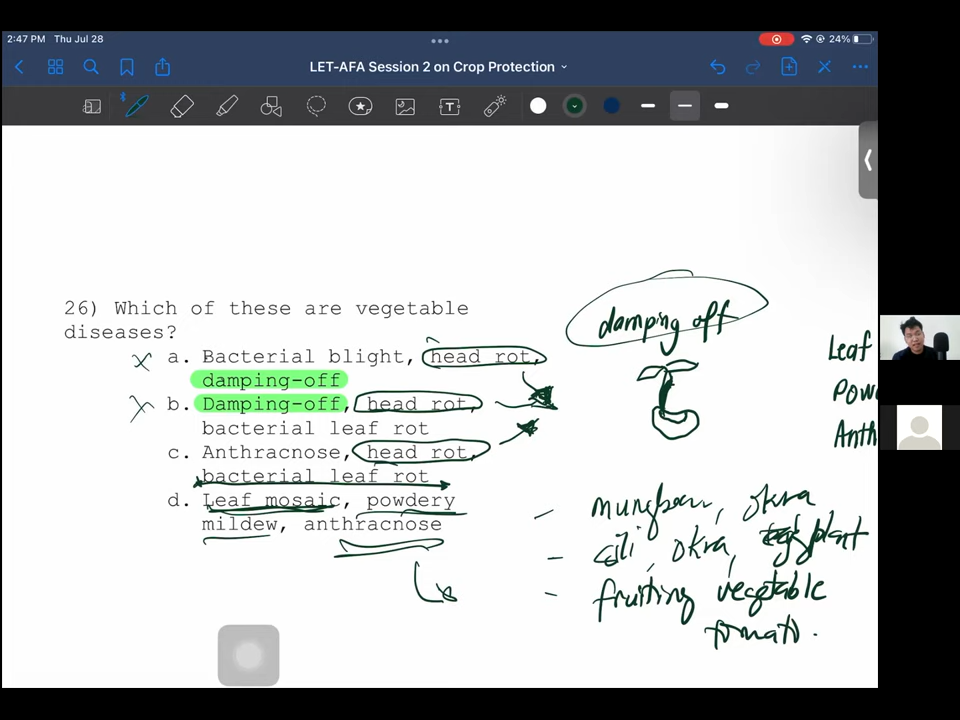 2:47 PM Thu Jul 28
24%
LET-AFA Session 2 on Crop Protection
T
26) Which of these are vegetable
diseases?
x a. Bacterial blight, head rot,
damping-off
x b. Damping-off, head rot,
bacterial leaf rot
c. Anthracnose, head rot,
bacterial leaf rot
d. Leaf mosaic, powdery
mildew, anthracnose
damping off
Leaf
Pow
Anth
- mungbean, okra
- okra, eggplant
- fruiting vegetable
tomato.